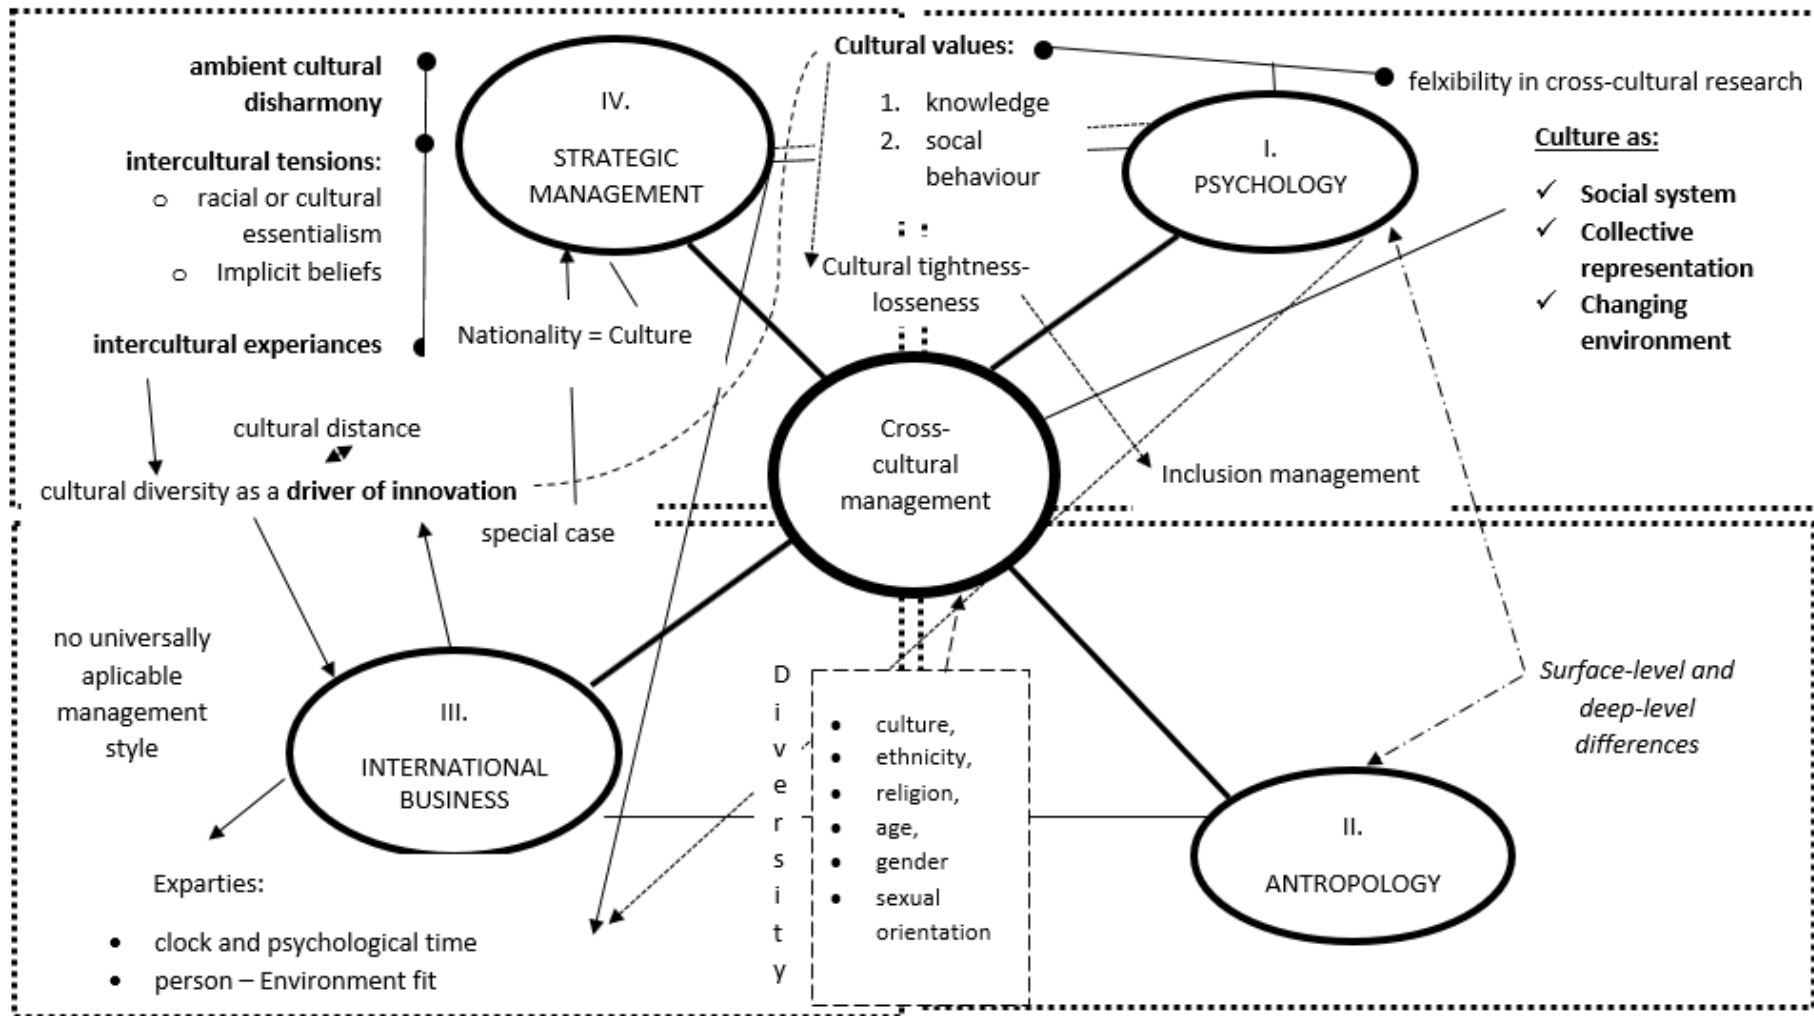 ambient cultural
disharmony
intercultural tensions:
o racial or cultural
essentialism
o Implicit beliefs
intercultural experiances
IV.
STRATEGIC
MANAGEMENT
Nationality = Culture
cultural distance
cultural diversity as a driver of innovation
special case
Cultural values:
1. knowledge
2. socal
behaviour
Cultural tightness-
losseness
felxibility in cross-cultural research
I.
PSYCHOLOGY
Culture as:
✓ Social system
✓ Collective
representation
✓ Changing
environment
Cross-
cultural
management
Inclusion management
no universally
aplicable
management
style
III.
INTERNATIONAL
BUSINESS
Exparties:
• clock and psychological time
• person – Environment fit
D
i
v
e
r
s
i
t
y
• culture,
• ethnicity,
• religion,
• age,
• gender
• sexual
orientation
Surface-level and
deep-level
differences
II.
ANTROPOLOGY